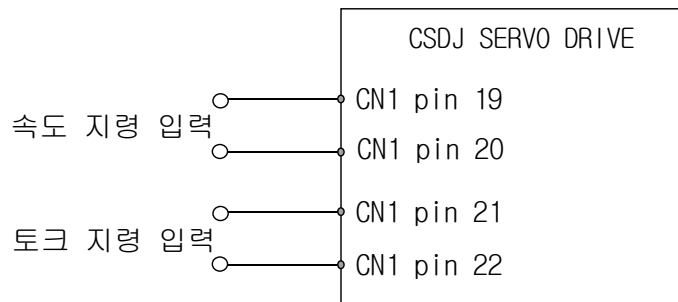 CSDJ SERVO DRIVE
속도 지령 입력
CN1 pin 19
CN1 pin 20
토크 지령 입력
CN1 pin 21
CN1 pin 22